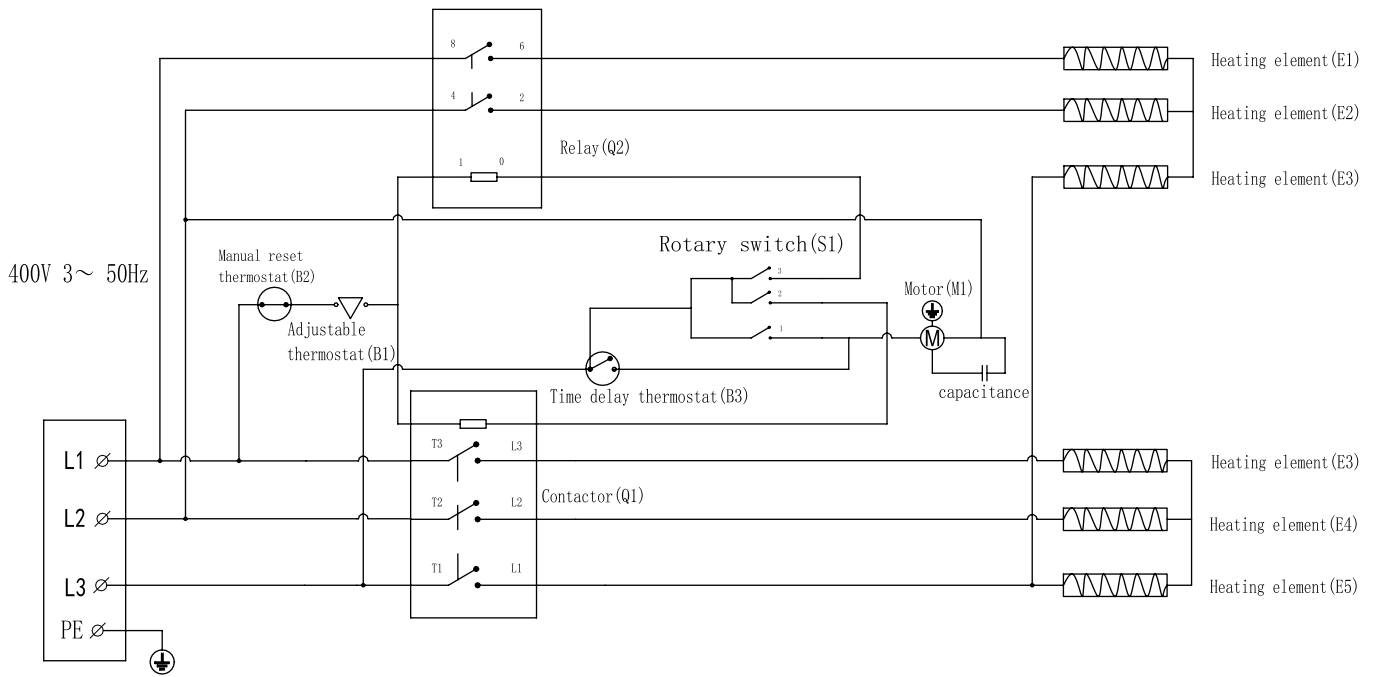 8
6
Heating element(E1)
4
2
Heating element(E2)
Relay(Q2)
1
0
Heating element(E3)
Rotary switch(S1)
400V 3~ 50Hz
Manual reset
thermostat(B2)
3
2
1
Motor(M1)
M
Adjustable
thermostat(B1)
Time delay thermostat(B3)
capacitance
T3
L3
L1
Heating element(E3)
Contactor(Q1)
T2
L2
L2
Heating element(E4)
T1
L1
L3
Heating element(E5)
PE